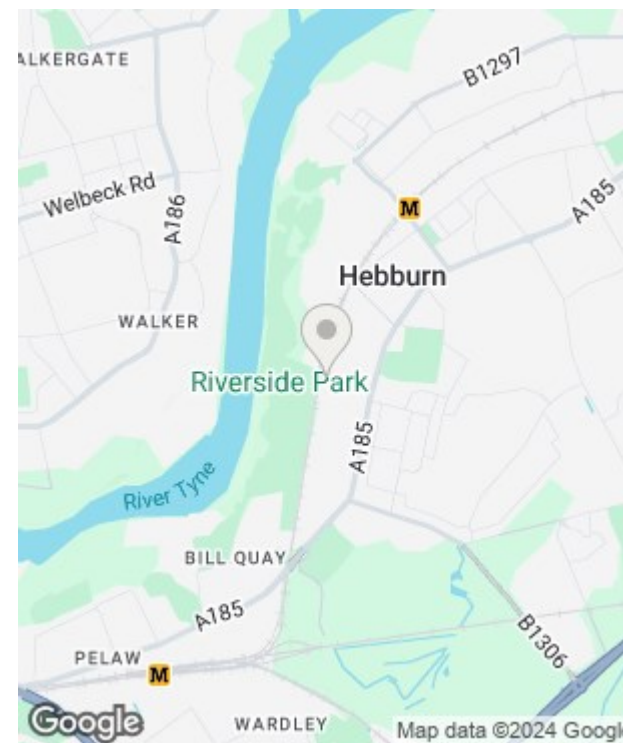 ALKERGATE
B1297
Welbeck Rd
A186
M
A185
Hebburn
WALKER
Riverside Park
A185
River Tyne
BILL QUAY
A185
B1306
PELAW
M
WARDLEY
Google
Map data ©2024 Googl